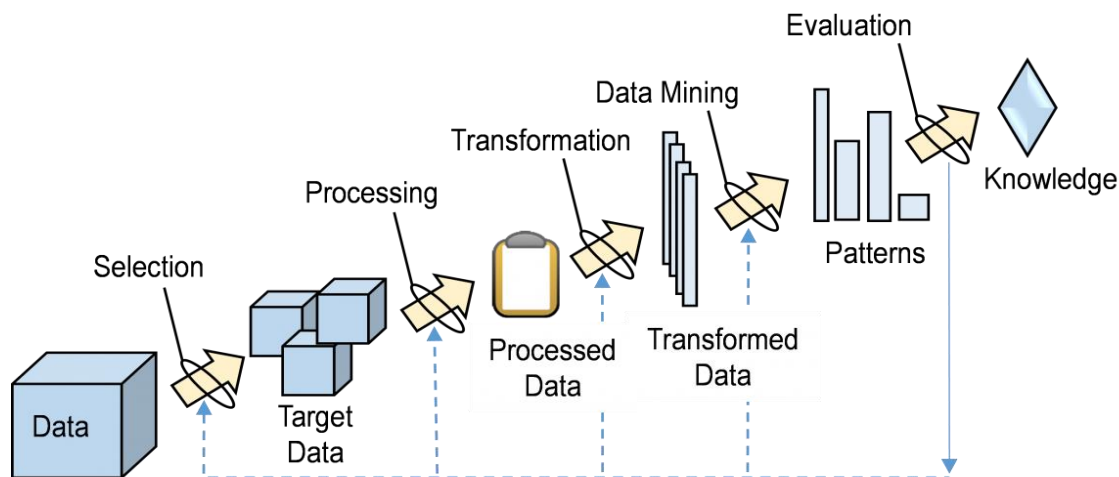 Evaluation
Data Mining
Transformation
Knowledge
Processing
Patterns
Selection
Processed
Data
Transformed
Data
Target
Data
Data